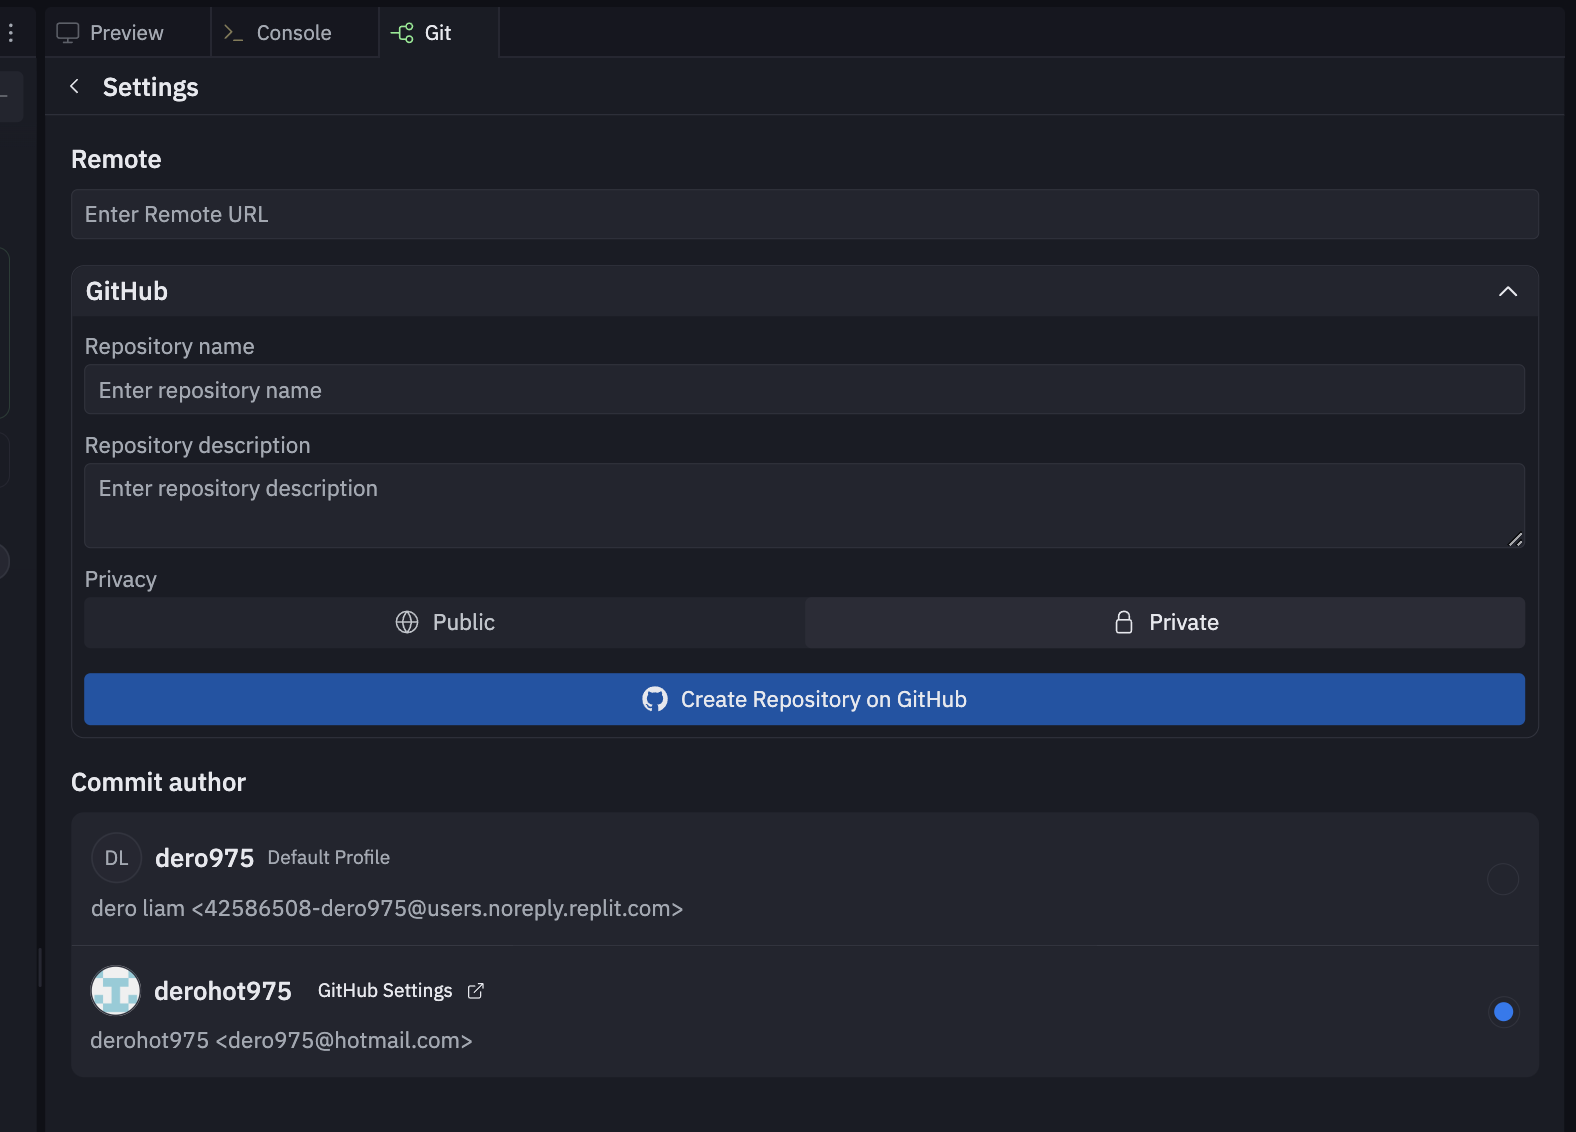 Preview
Console
Git
Settings
Remote
Enter Remote URL
GitHub
Repository name
Enter repository name
Repository description
Enter repository description
Privacy
Public
Private
Create Repository on GitHub
Commit author
DL dero975 Default Profile
dero liam <42586508-dero975@users.noreply.replit.com>
derohot975 GitHub Settings
derohot975 <dero975@hotmail.com>